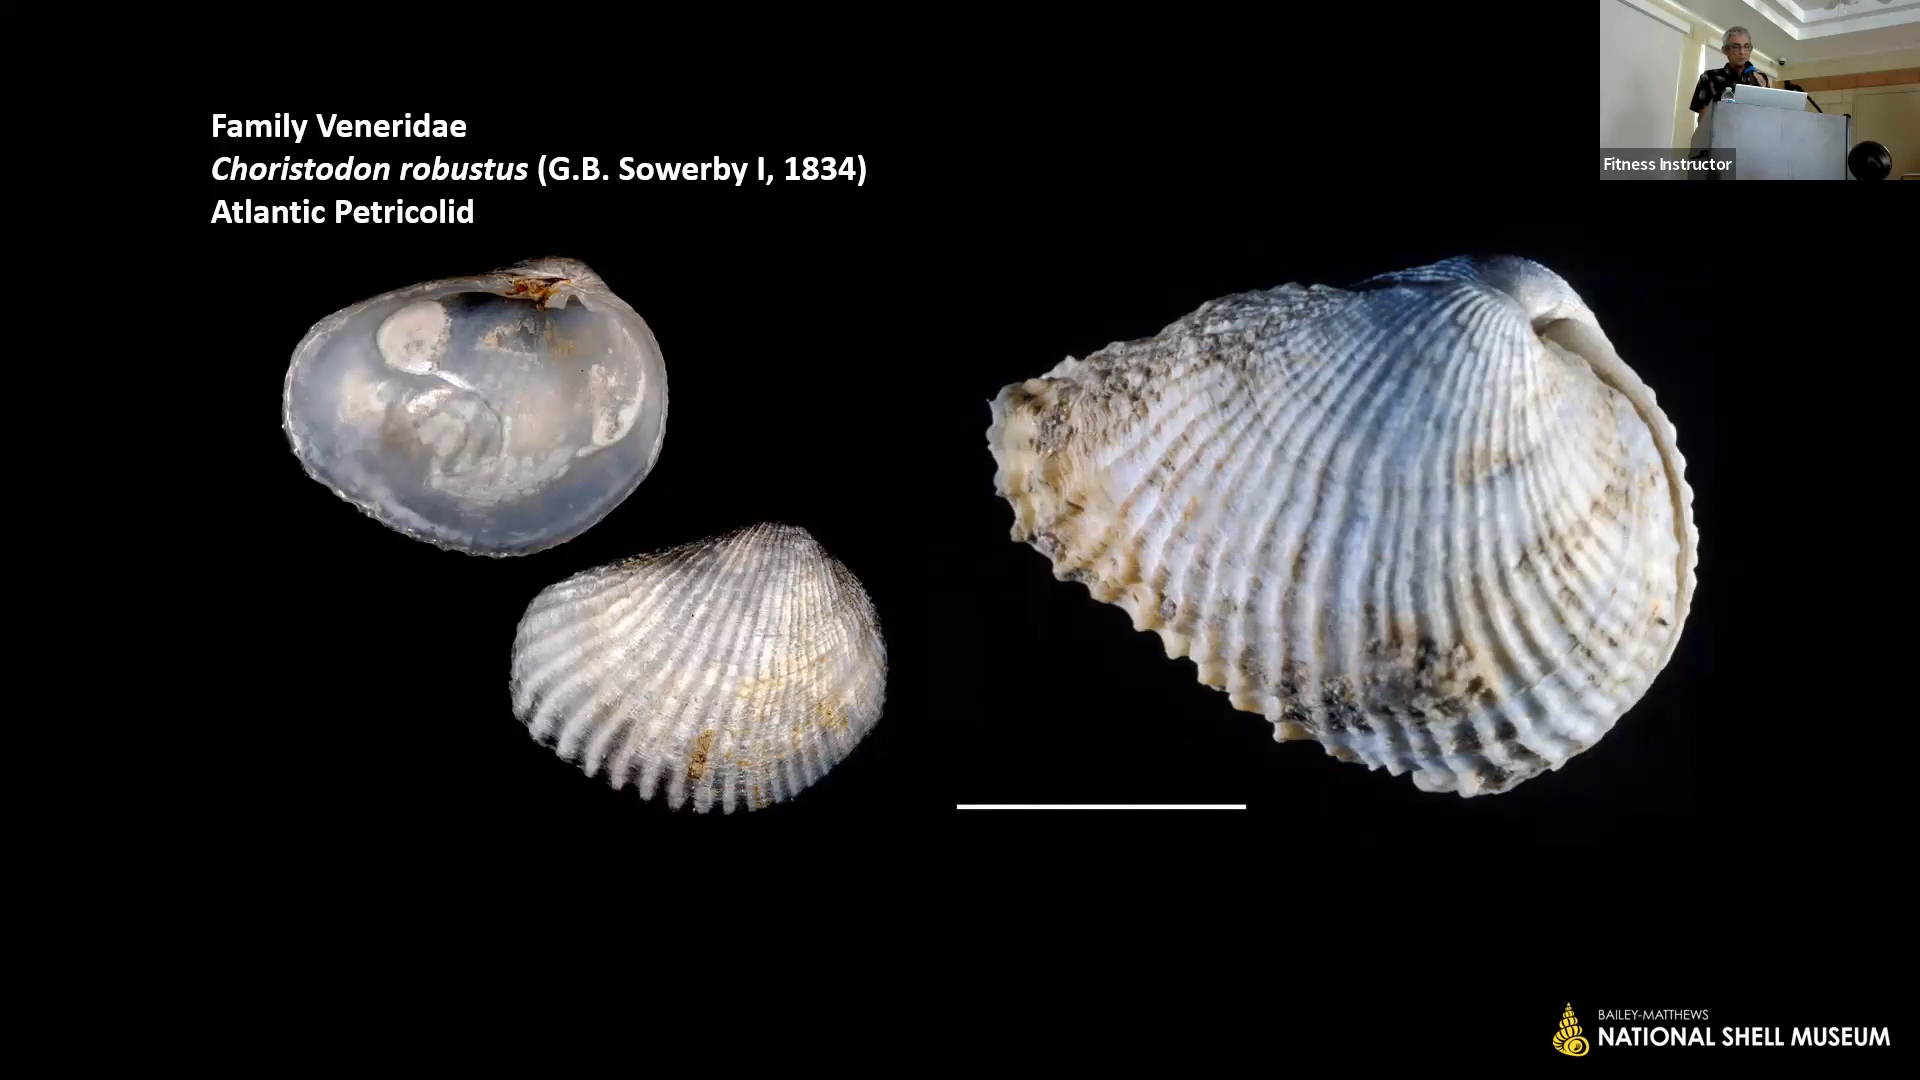 Family Veneridae
Choristodon robustus (G.B. Sowerby I, 1834)
Atlantic Petricolid
Fitness Instructor
BAILEY-MATTHEWS
NATIONAL SHELL MUSEUM